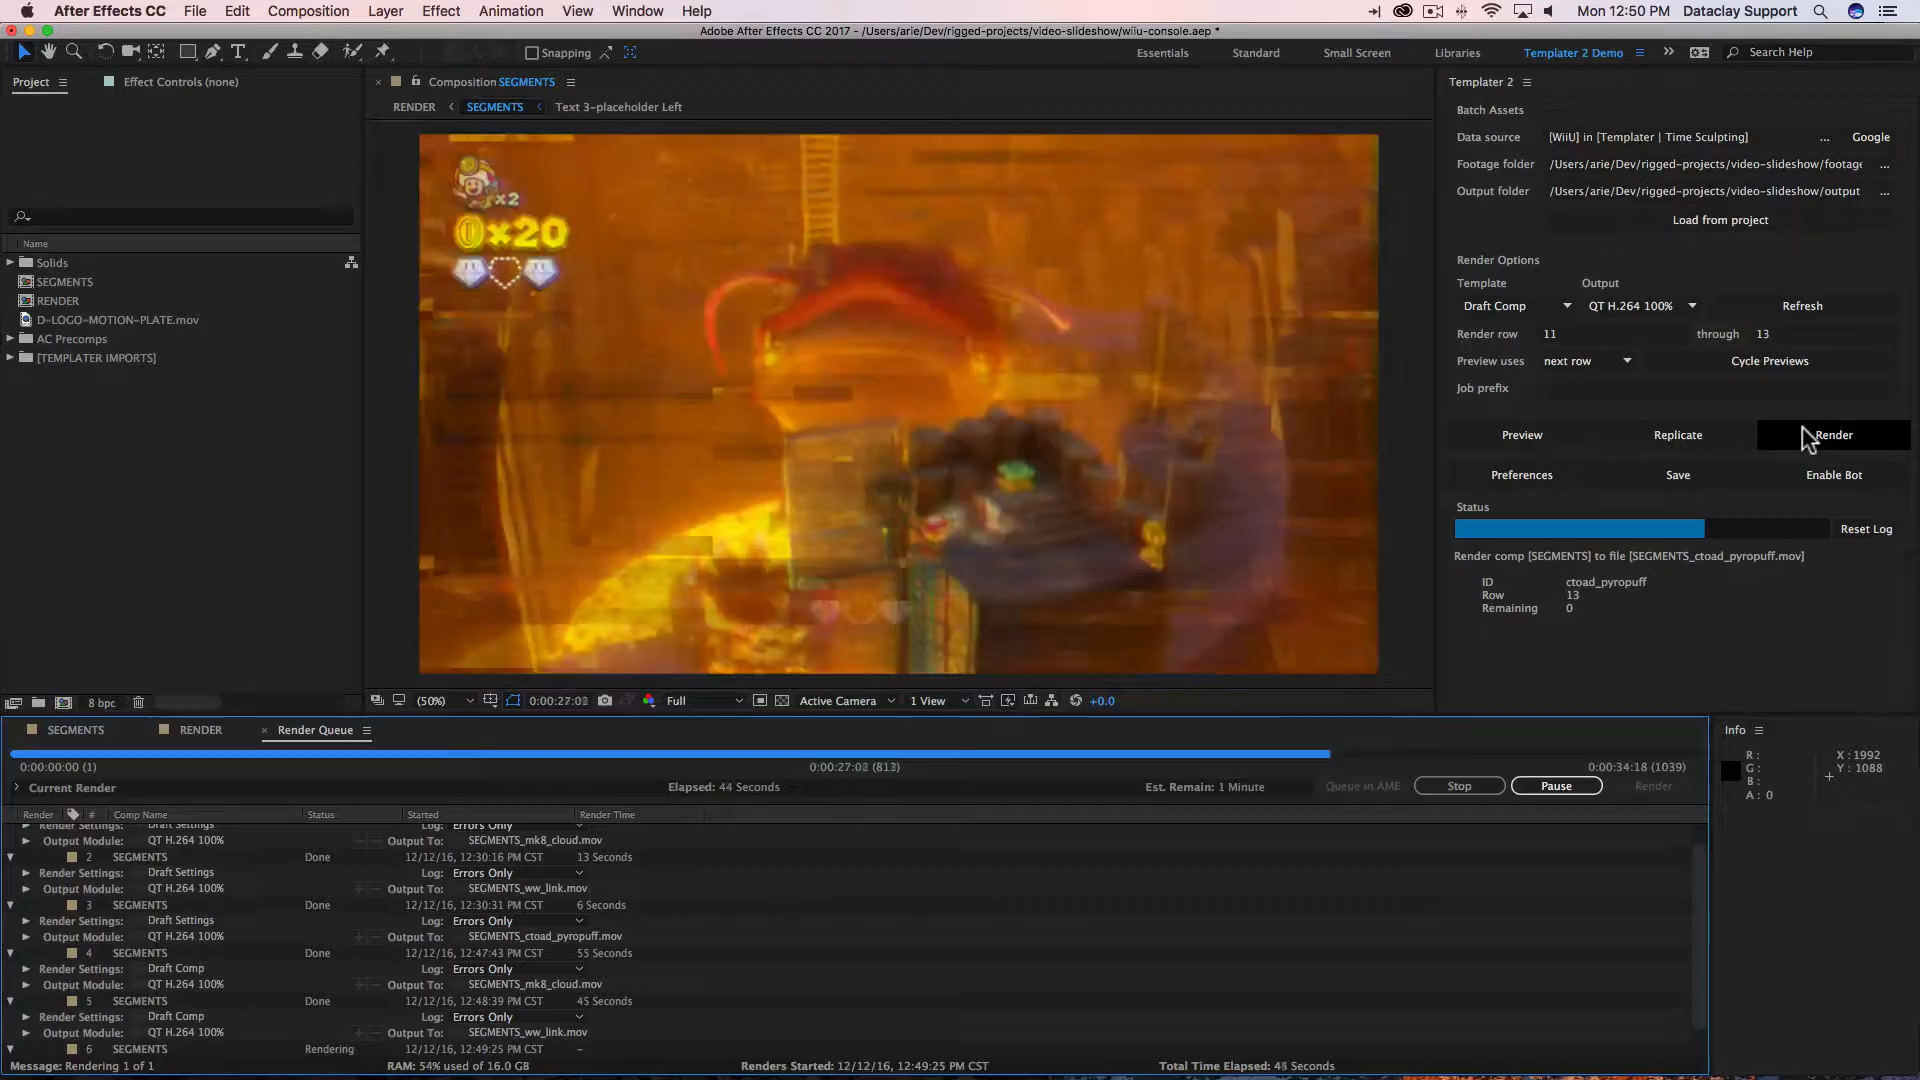 After Effects CC File Edit Composition Layer Effect Animation View Window Help Mon 12:50 PM Dataclay Support
Adobe After Effects CC 2017 - /Users/arie/Dev/rigged-projects/video-slideshow/wiiu-console.aep *
Snapping Essentials Standard Small Screen Libraries Templater 2 Demo Search Help
Project Effect Controls (none)
Composition SEGMENTS
RENDER SEGMENTS Text 3-placeholder Left
Name
Solids
SEGMENTS
RENDER
D-LOGO-MOTION-PLATE.mov
AC Precomps
[TEMPLATER IMPORTS]
8 bpc
x2
x20
(50%) 0:00:27:02 Full Active Camera 1 View +0.0
Templater 2
Batch Assets
Data source [WiiU] in [Templater | Time Sculpting] ... Google
Footage folder /Users/arie/Dev/rigged-projects/video-slideshow/footage ...
Output folder /Users/arie/Dev/rigged-projects/video-slideshow/output ...
Load from project
Render Options
Template Output
Draft Comp QT H.264 100% Refresh
Render row 11 through 13
Preview uses next row Cycle Previews
Job prefix
Preview Replicate Render
Preferences Save Enable Bot
Status
Reset Log
Render comp [SEGMENTS] to file [SEGMENTS_ctoad_pyropuff.mov]
ID ctoad_pyropuff
Row 13
Remaining 0
SEGMENTS RENDER × Render Queue
0:00:00:00 (1) 0:00:27:02 (813) 0:00:34:18 (1039)
Current Render Elapsed: 44 Seconds Est. Remain: 1 Minute Queue in AME Stop Pause Render
Render # Comp Name Status Started Render Time
Render Settings: Draft Settings Log: Errors Only
Output Module: QT H.264 100% Output To: SEGMENTS_mk8_cloud.mov
2 SEGMENTS Done 12/12/16, 12:30:16 PM CST 13 Seconds
Render Settings: Draft Settings Log: Errors Only
Output Module: QT H.264 100% Output To: SEGMENTS_ww_link.mov
3 SEGMENTS Done 12/12/16, 12:30:31 PM CST 6 Seconds
Render Settings: Draft Settings Log: Errors Only
Output Module: QT H.264 100% Output To: SEGMENTS_ctoad_pyropuff.mov
4 SEGMENTS Done 12/12/16, 12:47:43 PM CST 55 Seconds
Render Settings: Draft Comp Log: Errors Only
Output Module: QT H.264 100% Output To: SEGMENTS_mk8_cloud.mov
5 SEGMENTS Done 12/12/16, 12:48:39 PM CST 45 Seconds
Render Settings: Draft Comp Log: Errors Only
Output Module: QT H.264 100% Output To: SEGMENTS_ww_link.mov
6 SEGMENTS Rendering 12/12/16, 12:49:25 PM CST –
Message: Rendering 1 of 1 RAM: 54% used of 16.0 GB Renders Started: 12/12/16, 12:49:25 PM CST Total Time Elapsed: Seconds
Info
R: X : 1992
G: Y : 1088
B:
A: 0